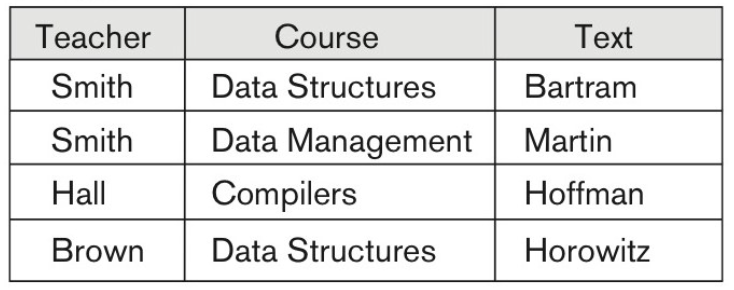 Teacher Course Text
Smith Data Structures Bartram
Smith Data Management Martin
Hall Compilers Hoffman
Brown Data Structures Horowitz